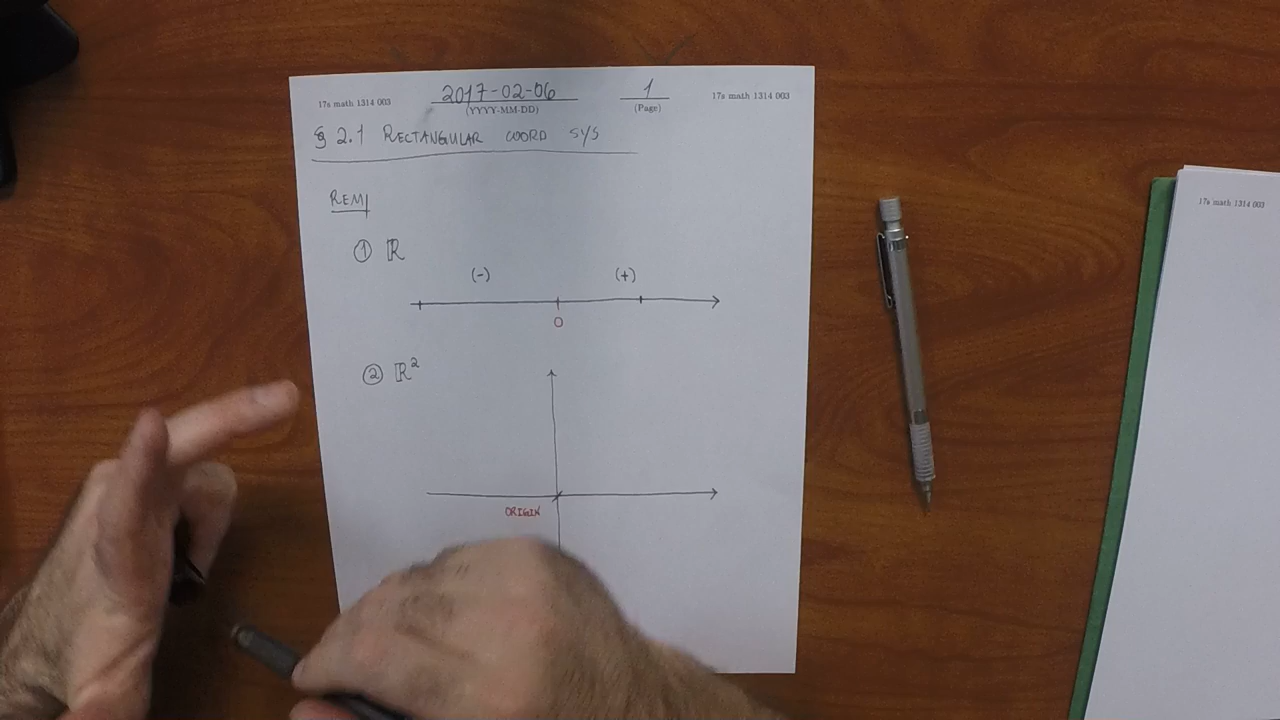 17s math 1314 003 2017-02-06 1 17s math 1314 003
(YYYY-MM-DD) (Page)
§ 2.1 RECTANGULAR COORD SYS
REM
① ℝ
(-) (+)
0
② ℝ²
ORIGIN
17s math 1314 003